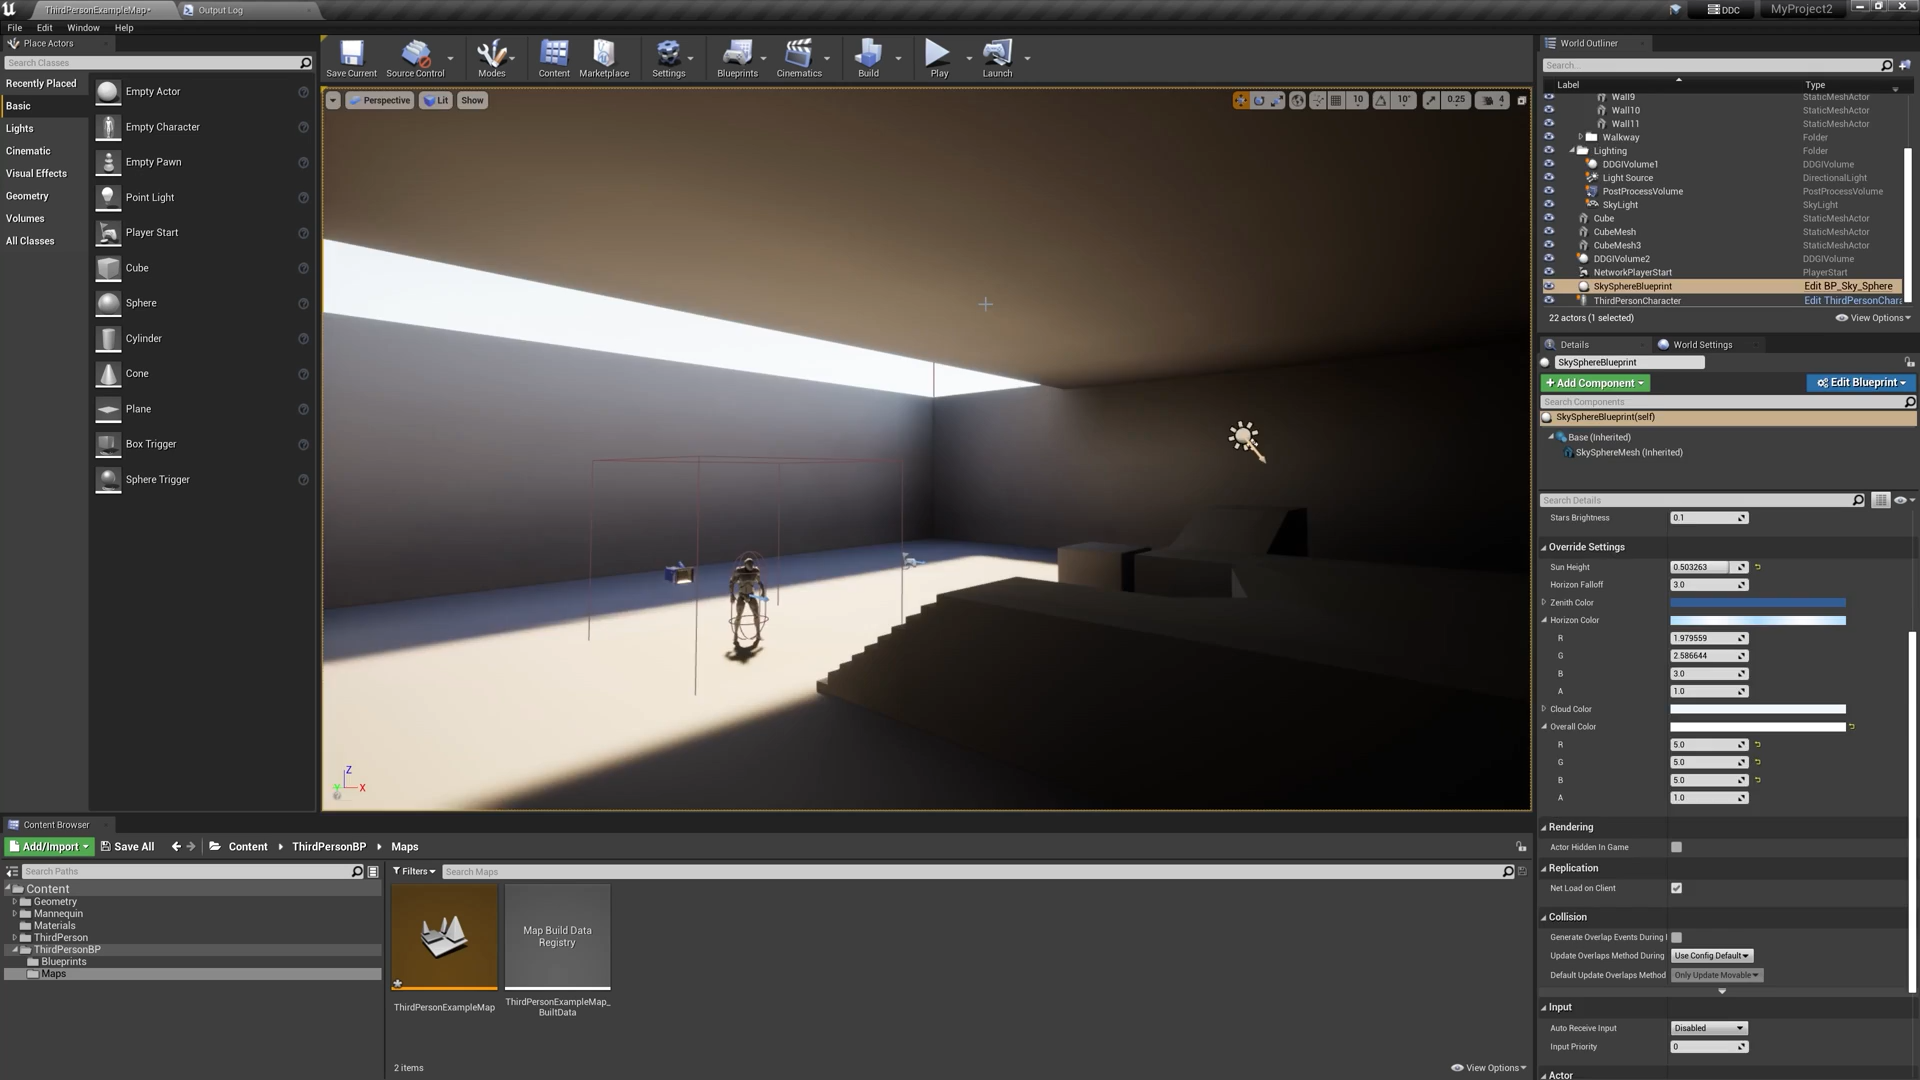 ThirdPersonExampleMap*
Output Log
DDC
MyProject2
File
Edit
Window
Help
Place Actors
Search Classes
Recently Placed
Basic
Lights
Cinematic
Visual Effects
Geometry
Volumes
All Classes
Empty Actor
Empty Character
Empty Pawn
Point Light
Player Start
Cube
Sphere
Cylinder
Cone
Plane
Box Trigger
Sphere Trigger
Save Current
Source Control
Modes
Content
Marketplace
Settings
Blueprints
Cinematics
Build
Play
Launch
Perspective
Lit
Show
10
10°
0.25
4
Z
X
World Outliner
Search...
Label
Type
Wall9 StaticMeshActor
Wall10 StaticMeshActor
Wall11 StaticMeshActor
Walkway Folder
Lighting Folder
DDGIVolume1 DDGIVolume
Light Source DirectionalLight
PostProcessVolume PostProcessVolume
SkyLight SkyLight
Cube StaticMeshActor
CubeMesh StaticMeshActor
CubeMesh3 StaticMeshActor
DDGIVolume2 DDGIVolume
NetworkPlayerStart PlayerStart
SkySphereBlueprint Edit BP_Sky_Sphere
ThirdPersonCharacter Edit ThirdPersonChara
22 actors (1 selected)
View Options
Details
World Settings
SkySphereBlueprint
+Add Component
Edit Blueprint
Search Components
SkySphereBlueprint(self)
Base (Inherited)
SkySphereMesh (Inherited)
Search Details
Stars Brightness 0.1
Override Settings
Sun Height 0.503263
Horizon Falloff 3.0
Zenith Color
Horizon Color
R 1.979559
G 2.586644
B 3.0
A 1.0
Cloud Color
Overall Color
R 5.0
G 5.0
B 5.0
A 1.0
Rendering
Actor Hidden In Game
Replication
Net Load on Client
Collision
Generate Overlap Events During
Update Overlaps Method During Use Config Default
Default Update Overlaps Method Only Update Movable
Input
Auto Receive Input Disabled
Input Priority 0
Actor
Content Browser
Add/Import
Save All
Content
ThirdPersonBP
Maps
Search Paths
Filters
Search Maps
Content
Geometry
Mannequin
Materials
ThirdPerson
ThirdPersonBP
Blueprints
Maps
Map Build Data
Registry
ThirdPersonExampleMap
ThirdPersonExampleMap_
BuiltData
2 items
View Options